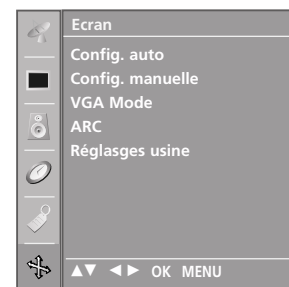 Ecran
Config. auto
Config. manuelle
VGA Mode
ARC
Réglasges usine
▲▼ ◄► OK MENU